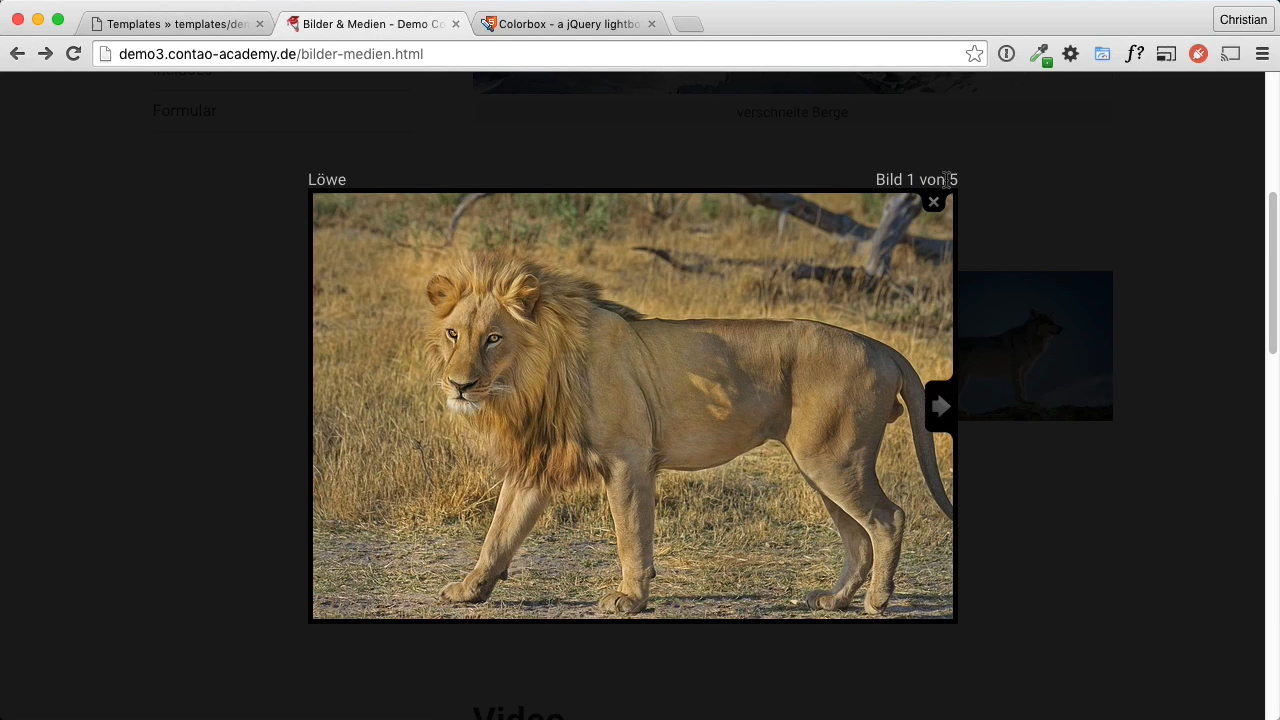 Templates » templates/den
Bilder & Medien - Demo Co
Colorbox - a jQuery lightbo
Christian
demo3.contao-academy.de/bilder-medien.html
f?
Formular
verschneite Berge
Löwe
Bild 1 von 5
Video